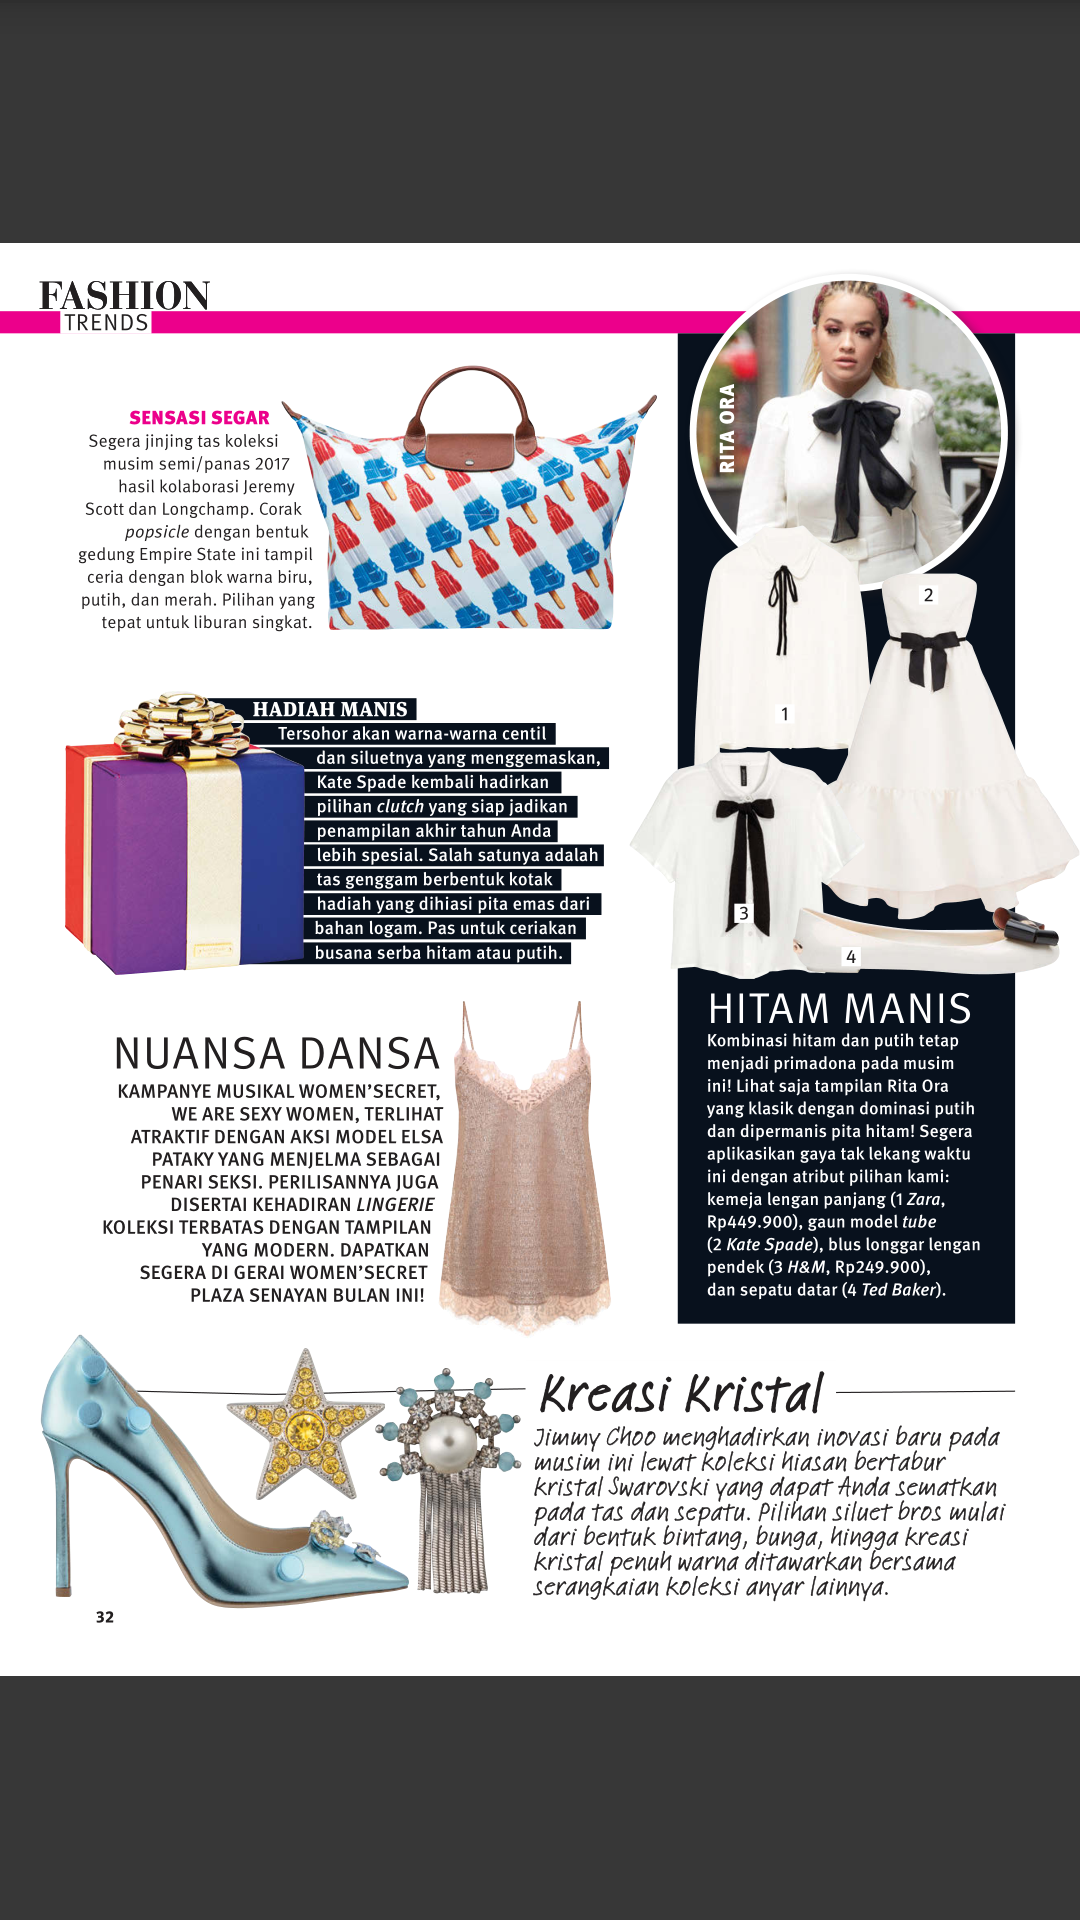 FASHION
TRENDS
SENSASI SEGAR
Segera jinjing tas koleksi
musim semi/panas 2017
hasil kolaborasi Jeremy
Scott dan Longchamp. Corak
popsicle dengan bentuk
gedung Empire State ini tampil
ceria dengan blok warna biru,
putih, dan merah. Pilihan yang
tepat untuk liburan singkat.
RITA ORA
1
2
3
4
HADIAH MANIS
Tersohor akan warna-warna centil
dan siluetnya yang menggemaskan,
Kate Spade kembali hadirkan
pilihan clutch yang siap jadikan
penampilan akhir tahun Anda
lebih spesial. Salah satunya adalah
tas genggam berbentuk kotak
hadiah yang dihiasi pita emas dari
bahan logam. Pas untuk ceriakan
busana serba hitam atau putih.
HITAM MANIS
Kombinasi hitam dan putih tetap
menjadi primadona pada musim
ini! Lihat saja tampilan Rita Ora
yang klasik dengan dominasi putih
dan dipermanis pita hitam! Segera
aplikasikan gaya tak lekang waktu
ini dengan atribut pilihan kami:
kemeja lengan panjang (1 Zara,
Rp449.900), gaun model tube
(2 Kate Spade), blus longgar lengan
pendek (3 H&M, Rp249.900),
dan sepatu datar (4 Ted Baker).
NUANSA DANSA
KAMPANYE MUSIKAL WOMEN'SECRET,
WE ARE SEXY WOMEN, TERLIHAT
ATRAKTIF DENGAN AKSI MODEL ELSA
PATAKY YANG MENJELMA SEBAGAI
PENARI SEKSI. PERILISANNYA JUGA
DISERTAI KEHADIRAN LINGERIE
KOLEKSI TERBATAS DENGAN TAMPILAN
YANG MODERN. DAPATKAN
SEGERA DI GERAI WOMEN'SECRET
PLAZA SENAYAN BULAN INI!
Kreasi Kristal
Jimmy Choo menghadirkan inovasi baru pada
musim ini lewat koleksi hiasan bertabur
kristal Swarovski yang dapat Anda sematkan
pada tas dan sepatu. Pilihan siluet bros mulai
dari bentuk bintang, bunga, hingga kreasi
kristal penuh warna ditawarkan bersama
serangkaian koleksi anyar lainnya.
32